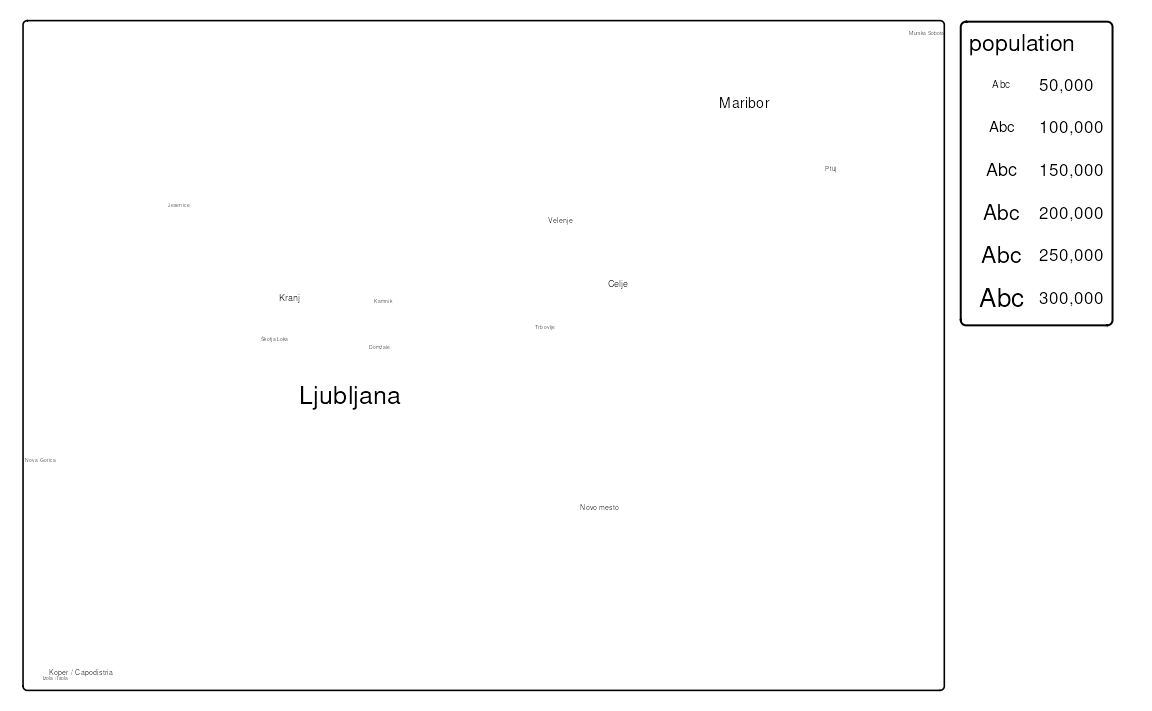 Murska Sobota
Maribor
Ptuj
Jesenice
Velenje
Celje
Kranj
Kamnik
Trbovlje
Škofja Loka
Domžale
Ljubljana
Nova Gorica
Novo mesto
Koper / Capodistria
Izola / Isola
population
Abc 50,000
Abc 100,000
Abc 150,000
Abc 200,000
Abc 250,000
Abc 300,000